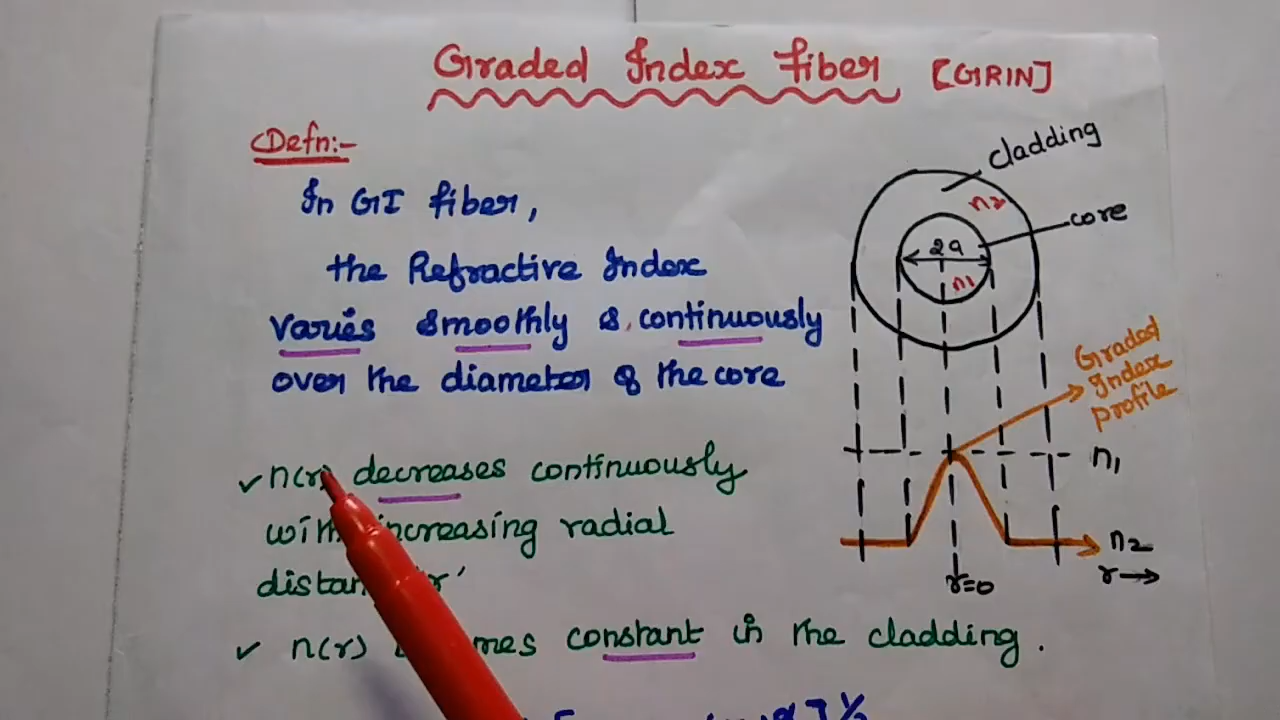 Graded Index Fiber [GRIN]
Defn:-
In GI fiber,
the Refractive Index
varies smoothly & continuously
over the diameter of the core
✓ n(r) decreases continuously
with increasing radial
'r'
✓ n(r) constant in the cladding.
cladding
n2
core
2a
n1
Graded
Index
profile
n1
n2
r→
r=0